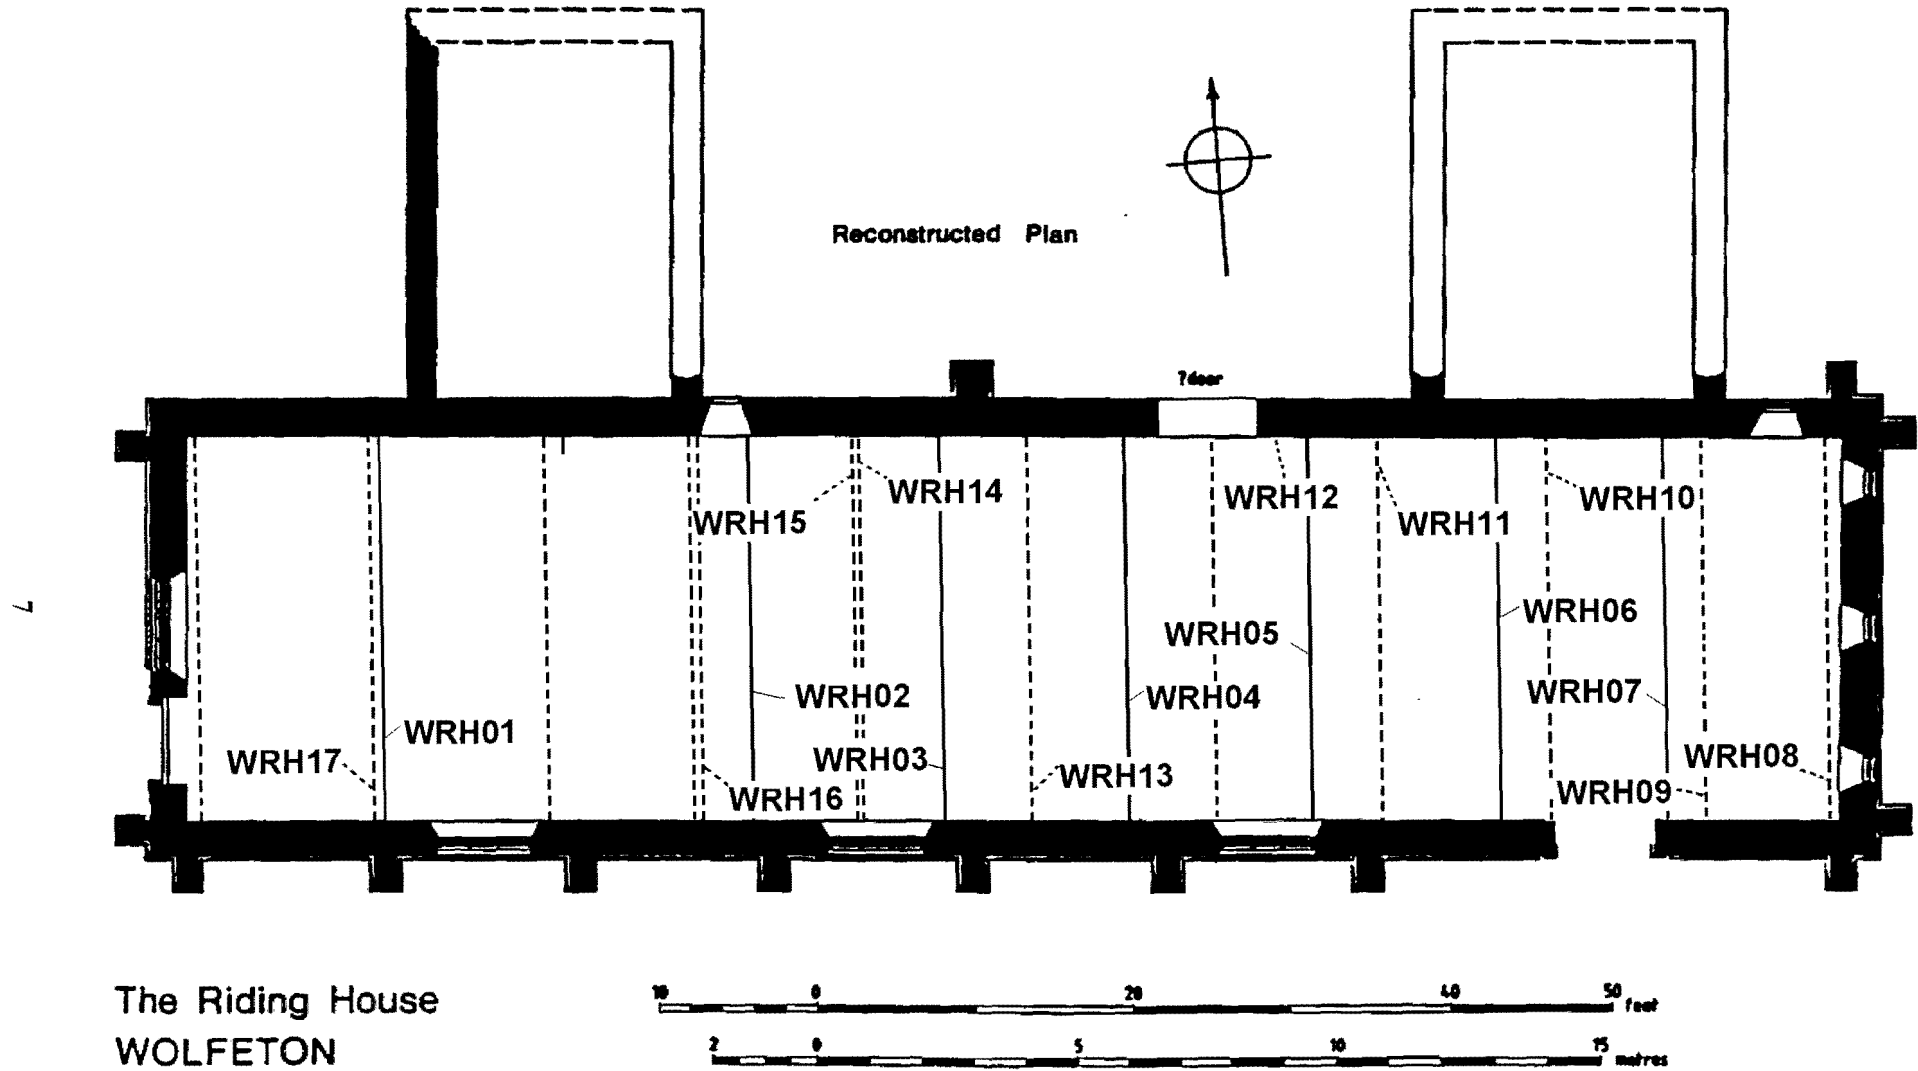 Reconstructed Plan
?door
WRH14
WRH12
WRH10
WRH15
WRH11
7
WRH06
WRH05
WRH07
WRH02
WRH04
WRH01
WRH08
WRH17
WRH03
WRH13
WRH16
WRH09
The Riding House
10 0 20 40 50 feet
WOLFETON
2 0 5 10 15 metres